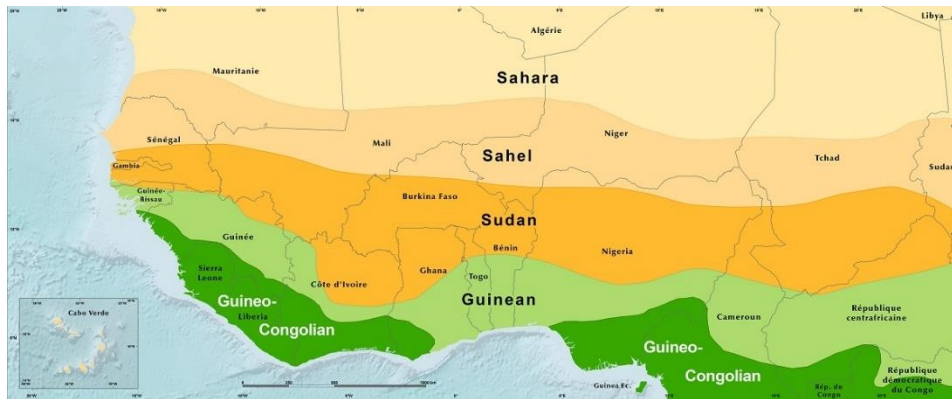 Libya
Algérie
Mauritanie
Sahara
Sénégal
Mali
Niger
Sahel
Tchad
Sudan
Gambia
Guinée-
Bissau
Burkina Faso
Sudan
Guinée
Bénin
Nigeria
Sierra
Leone
Côte d'Ivoire
Ghana
Togo
Guinean
Guineo-
Congolian
Liberia
Cabo Verde
Cameroun
République
centrafricaine
Guineo-
Congolian
Guinea Ec.
Rép. du
Congo
République
démocratique
du Congo